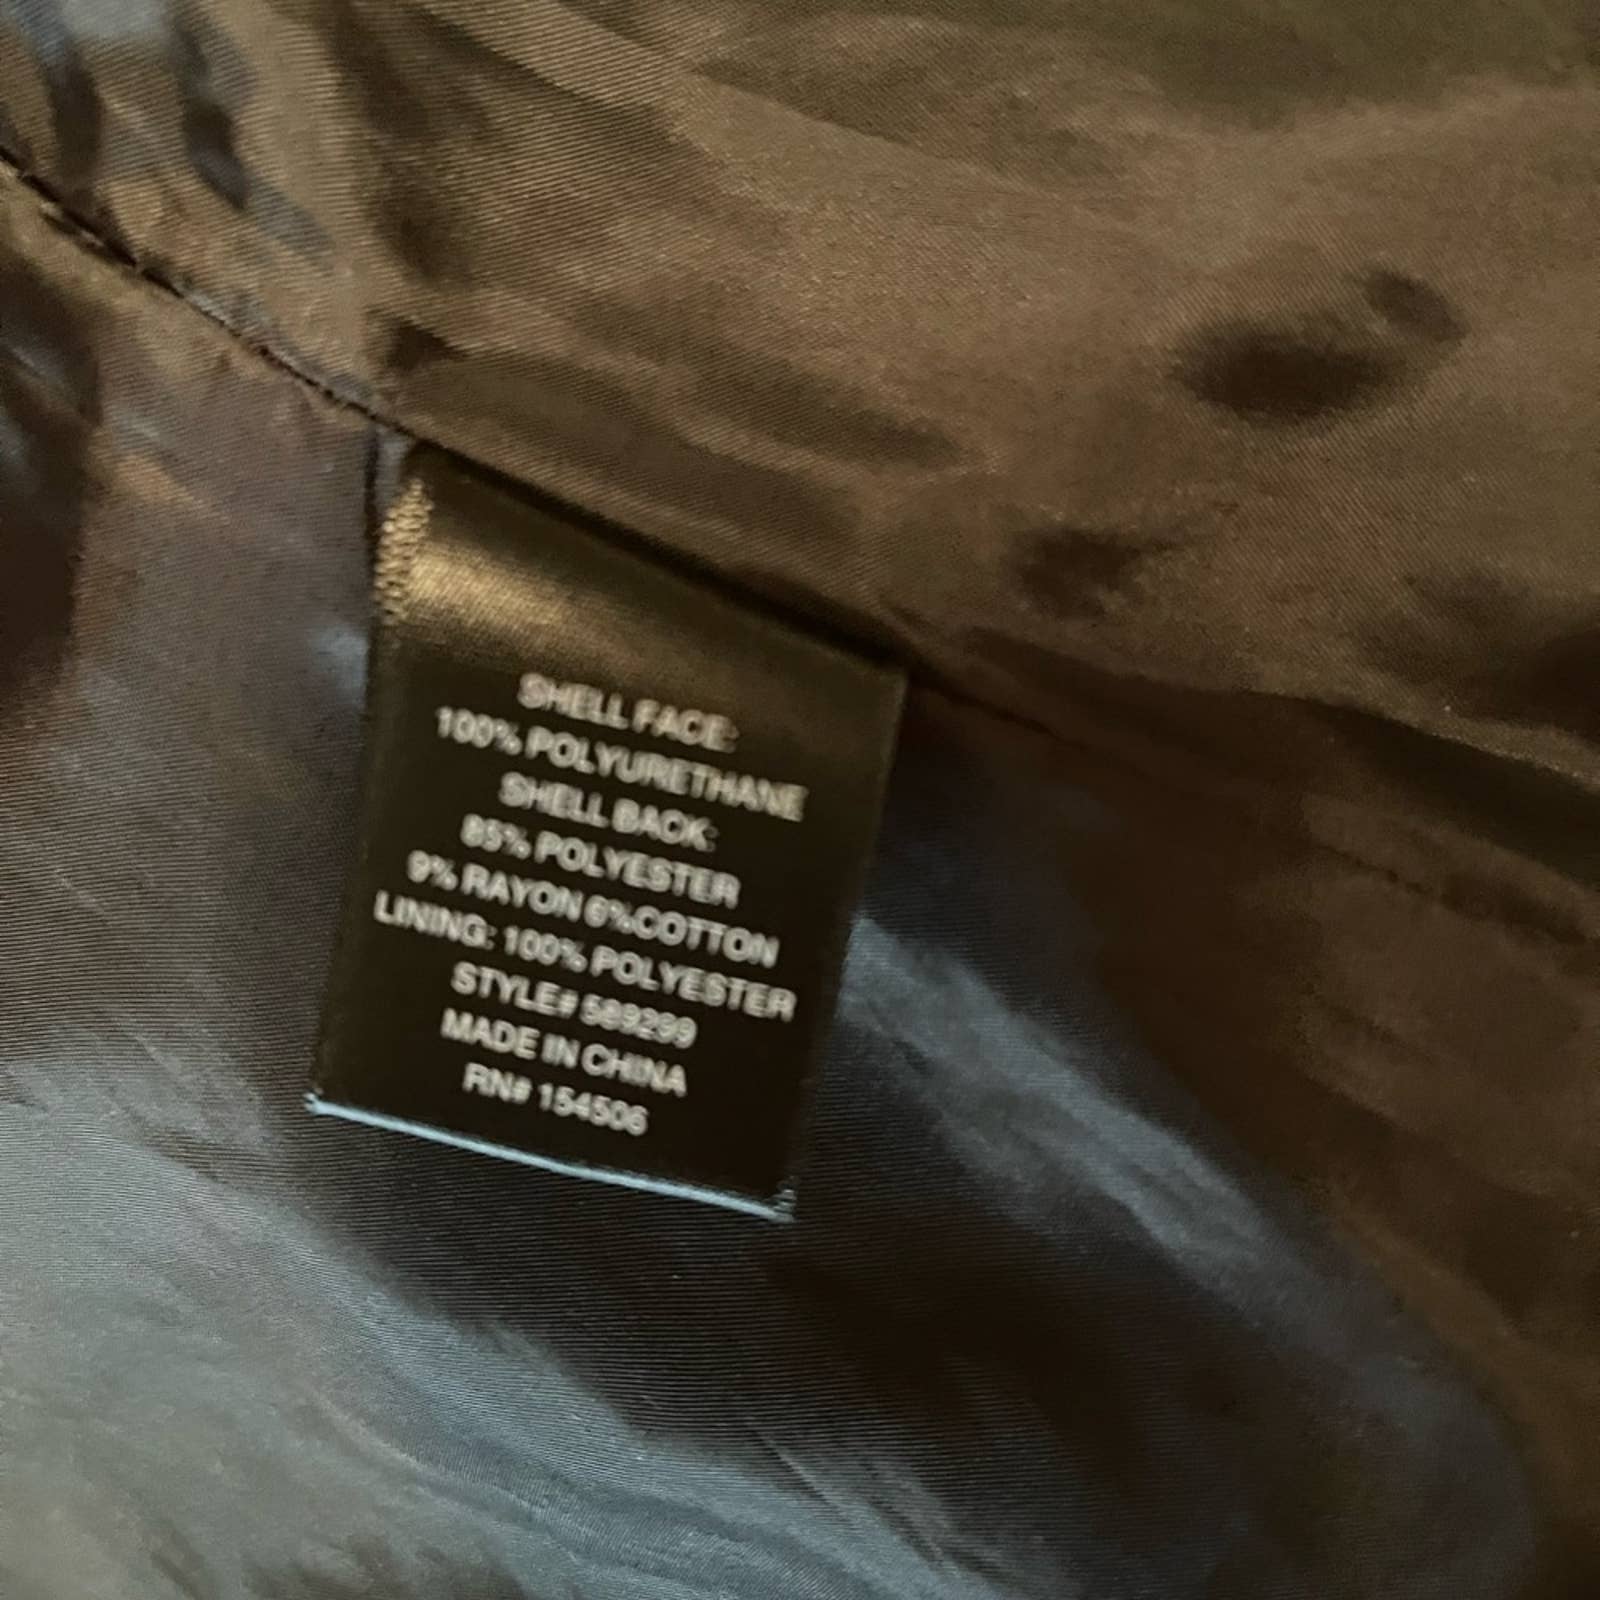 SHELL FACE:
100% POLYURETHANE
SHELL BACK:
85% POLYESTER
9% RAYON 6%COTTON
LINING: 100% POLYESTER
STYLE# 589299
MADE IN CHINA
RN# 154506